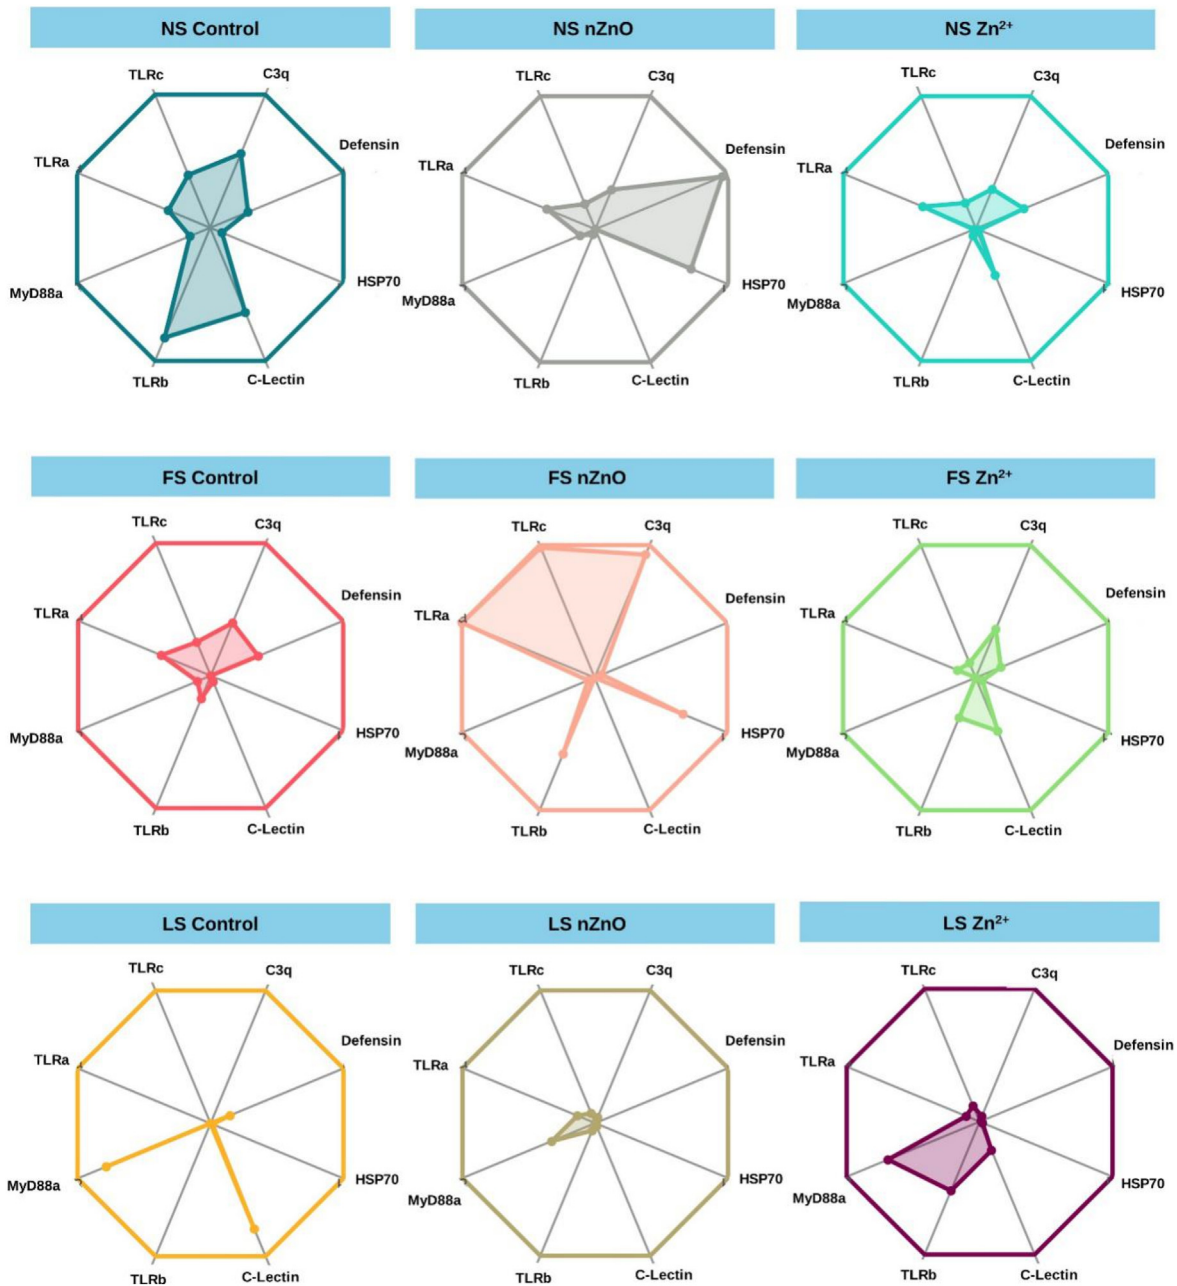 NS Control
NS nZnO
NS Zn²⁺
TLRc
C3q
Defensin
TLRa
MyD88a
HSP70
TLRb
C-Lectin
TLRc
C3q
Defensin
TLRa
MyD88a
HSP70
TLRb
C-Lectin
TLRc
C3q
Defensin
TLRa
MyD88a
HSP70
TLRb
C-Lectin
FS Control
FS nZnO
FS Zn²⁺
TLRc
C3q
Defensin
TLRa
MyD88a
HSP70
TLRb
C-Lectin
TLRc
C3q
Defensin
TLRa
MyD88a
HSP70
TLRb
C-Lectin
TLRc
C3q
Defensin
TLRa
MyD88a
HSP70
TLRb
C-Lectin
LS Control
LS nZnO
LS Zn²⁺
TLRc
C3q
Defensin
TLRa
MyD88a
HSP70
TLRb
C-Lectin
TLRc
C3q
Defensin
TLRa
MyD88a
HSP70
TLRb
C-Lectin
TLRc
C3q
Defensin
TLRa
MyD88a
HSP70
TLRb
C-Lectin